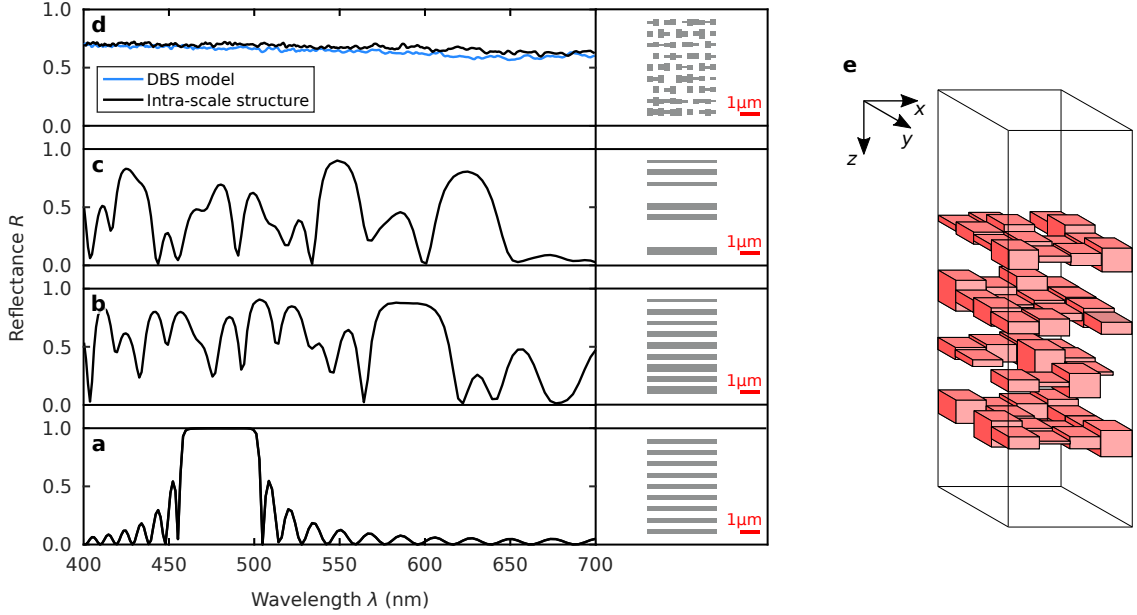 d
1.0
0.5
0.0
DBS model
Intra-scale structure
1μm
c
1.0
0.5
0.0
1μm
b
1.0
0.5
0.0
1μm
a
1.0
0.5
0.0
1μm
400 450 500 550 600 650 700
Wavelength λ (nm)
Reflectance R
e
x
y
z